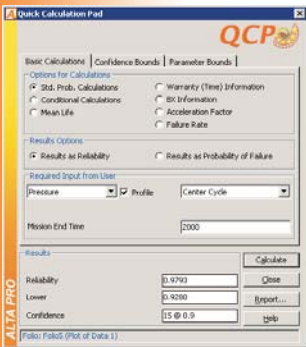 Quick Calculation Pad
QCP
Basic Calculations Confidence Bounds Parameter Bounds
Options for Calculations
Std. Prob. Calculations Warranty (Time) Information
Conditional Calculations BX Information
Mean Life Acceleration Factor
Failure Rate
Results Options
Results as Reliability Results as Probability of Failure
Required Input from User
Pressure Profile Center Cycle
Mission End Time 2000
Results
Calculate
Reliability 0.9793 Close
Lower 0.9280 Report...
Confidence 1S @ 0.9 Help
ALTA PRO
Folio: Folio5 (Plot of Data 1)